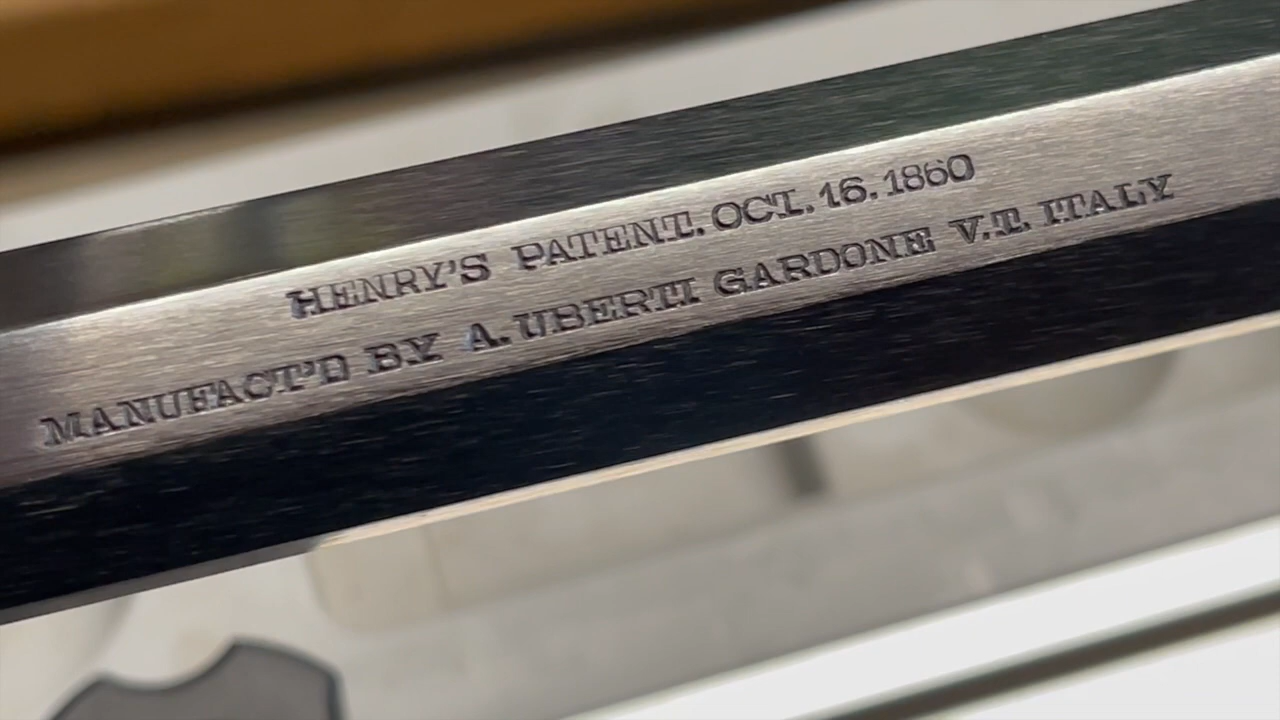 HENRY'S PATENT. OCT. 16. 1860
MANUFACT'D BY A. UBERTI GARDONE V.T. ITALY